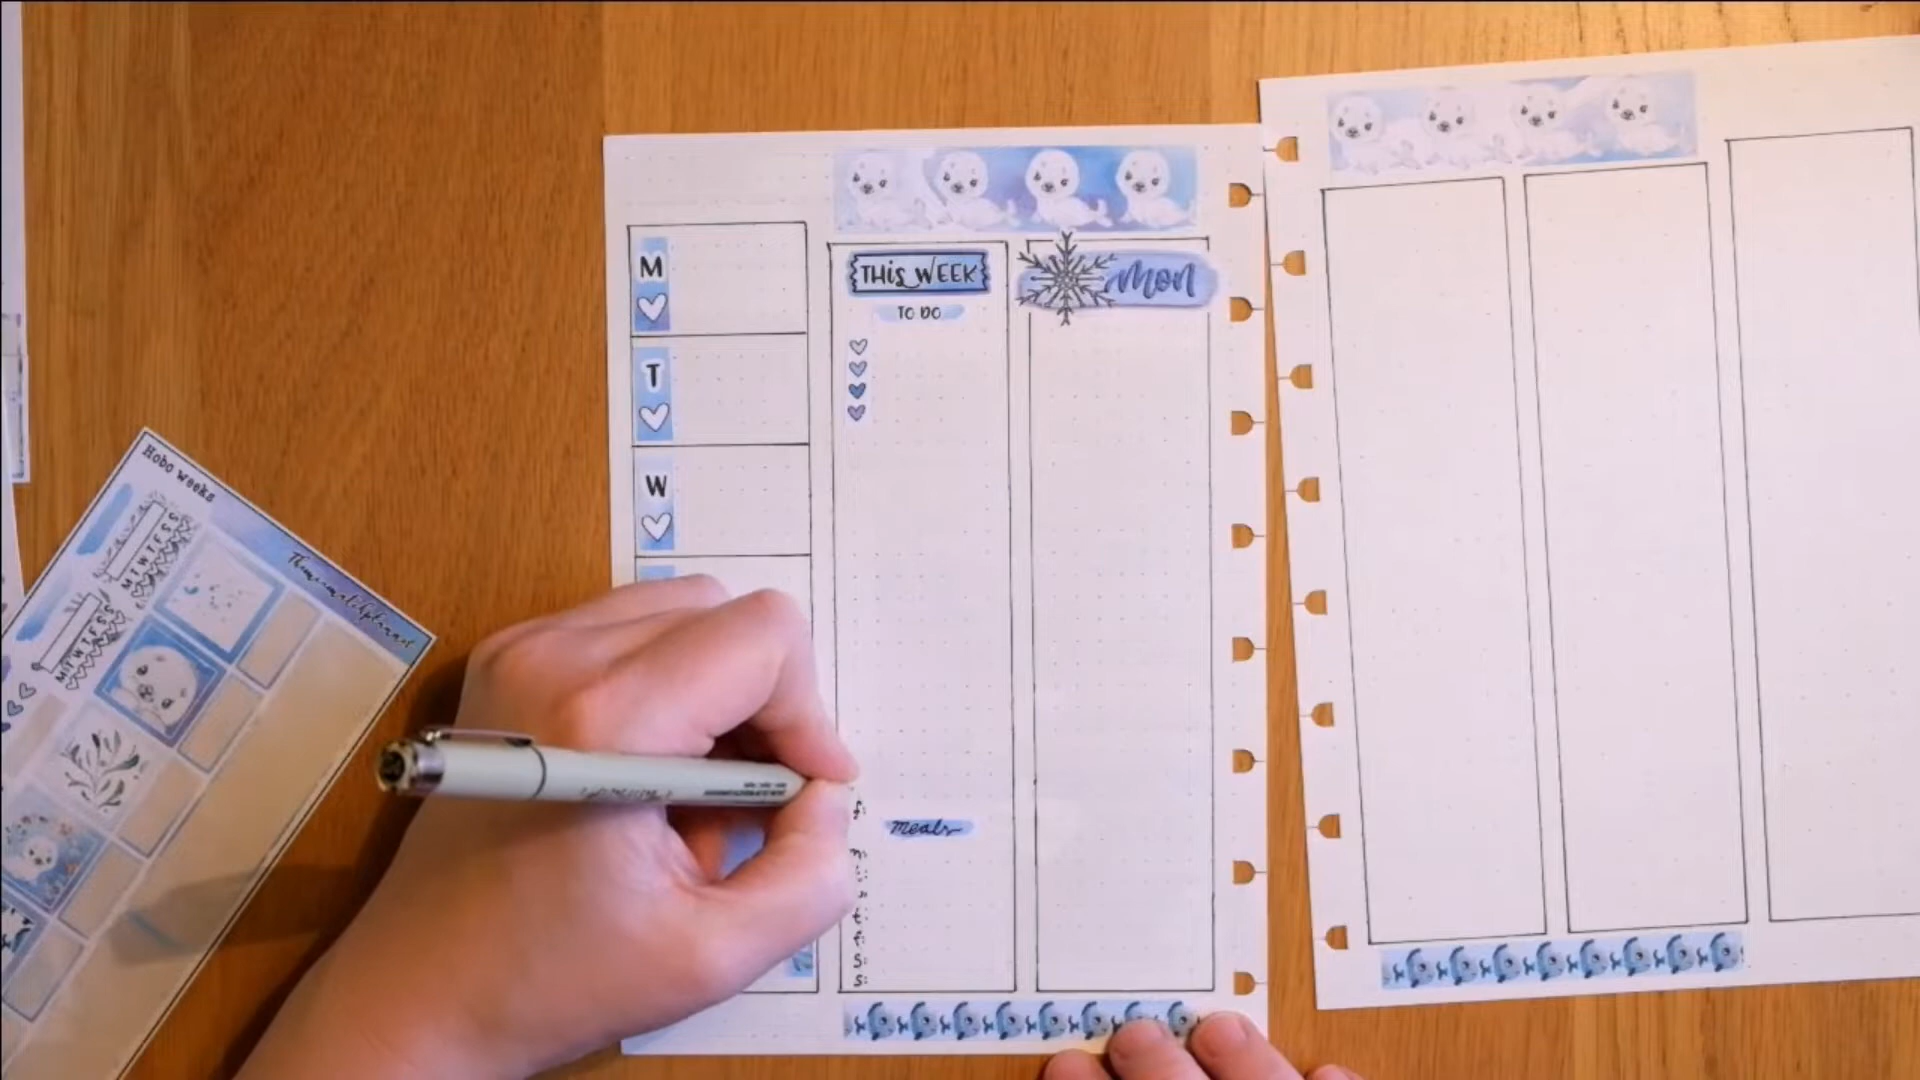 Hobo Weeks
M T W T F S S
M T W T F S S
M
T
W
THIS WEEK
TO DO
Mon
f:
meals
m:
t:
f:
s:
s: